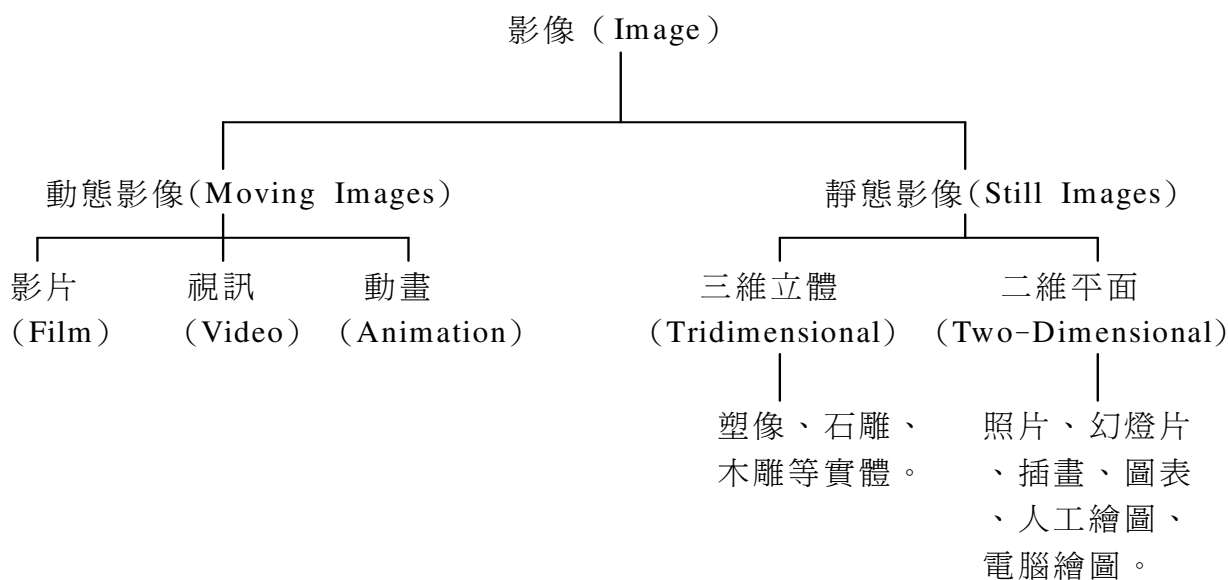 影像（Image）
動態影像(Moving Images)
靜態影像(Still Images)
影片
（Film）
視訊
（Video）
動畫
（Animation）
三維立體
（Tridimensional）
二維平面
（Two-Dimensional）
塑像、石雕、
木雕等實體。
照片、幻燈片
、插畫、圖表
、人工繪圖、
電腦繪圖。